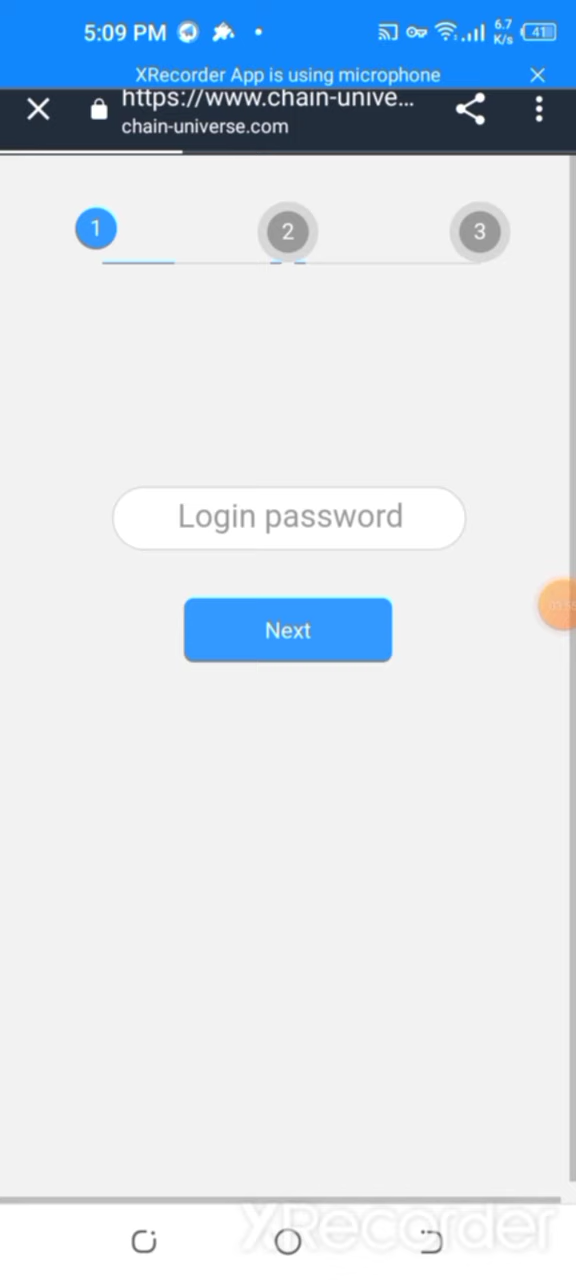 5:09 PM
6.7
K/s
41
XRecorder App is using microphone
https://www.chain-unive...
chain-universe.com
1
2
3
Login password
Next
XRecorder